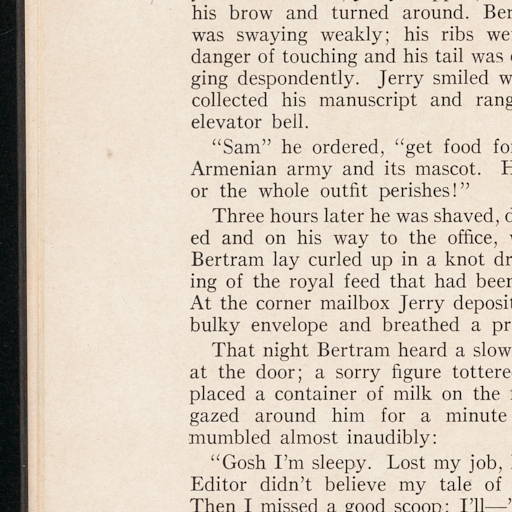 his brow and turned around. Ber
was swaying weakly; his ribs we
danger of touching and his tail was
ging despondently. Jerry smiled w
collected his manuscript and rang
elevator bell.
"Sam" he ordered, "get food fo
Armenian army and its mascot. H
or the whole outfit perishes!"
Three hours later he was shaved, d
ed and on his way to the office,
Bertram lay curled up in a knot dr
ing of the royal feed that had been
At the corner mailbox Jerry deposit
bulky envelope and breathed a pr
That night Bertram heard a slow
at the door; a sorry figure tottere
placed a container of milk on the
gazed around him for a minute
mumbled almost inaudibly:
"Gosh I'm sleepy. Lost my job,
Editor didn't believe my tale of
Then I missed a good scoop; I'll—"